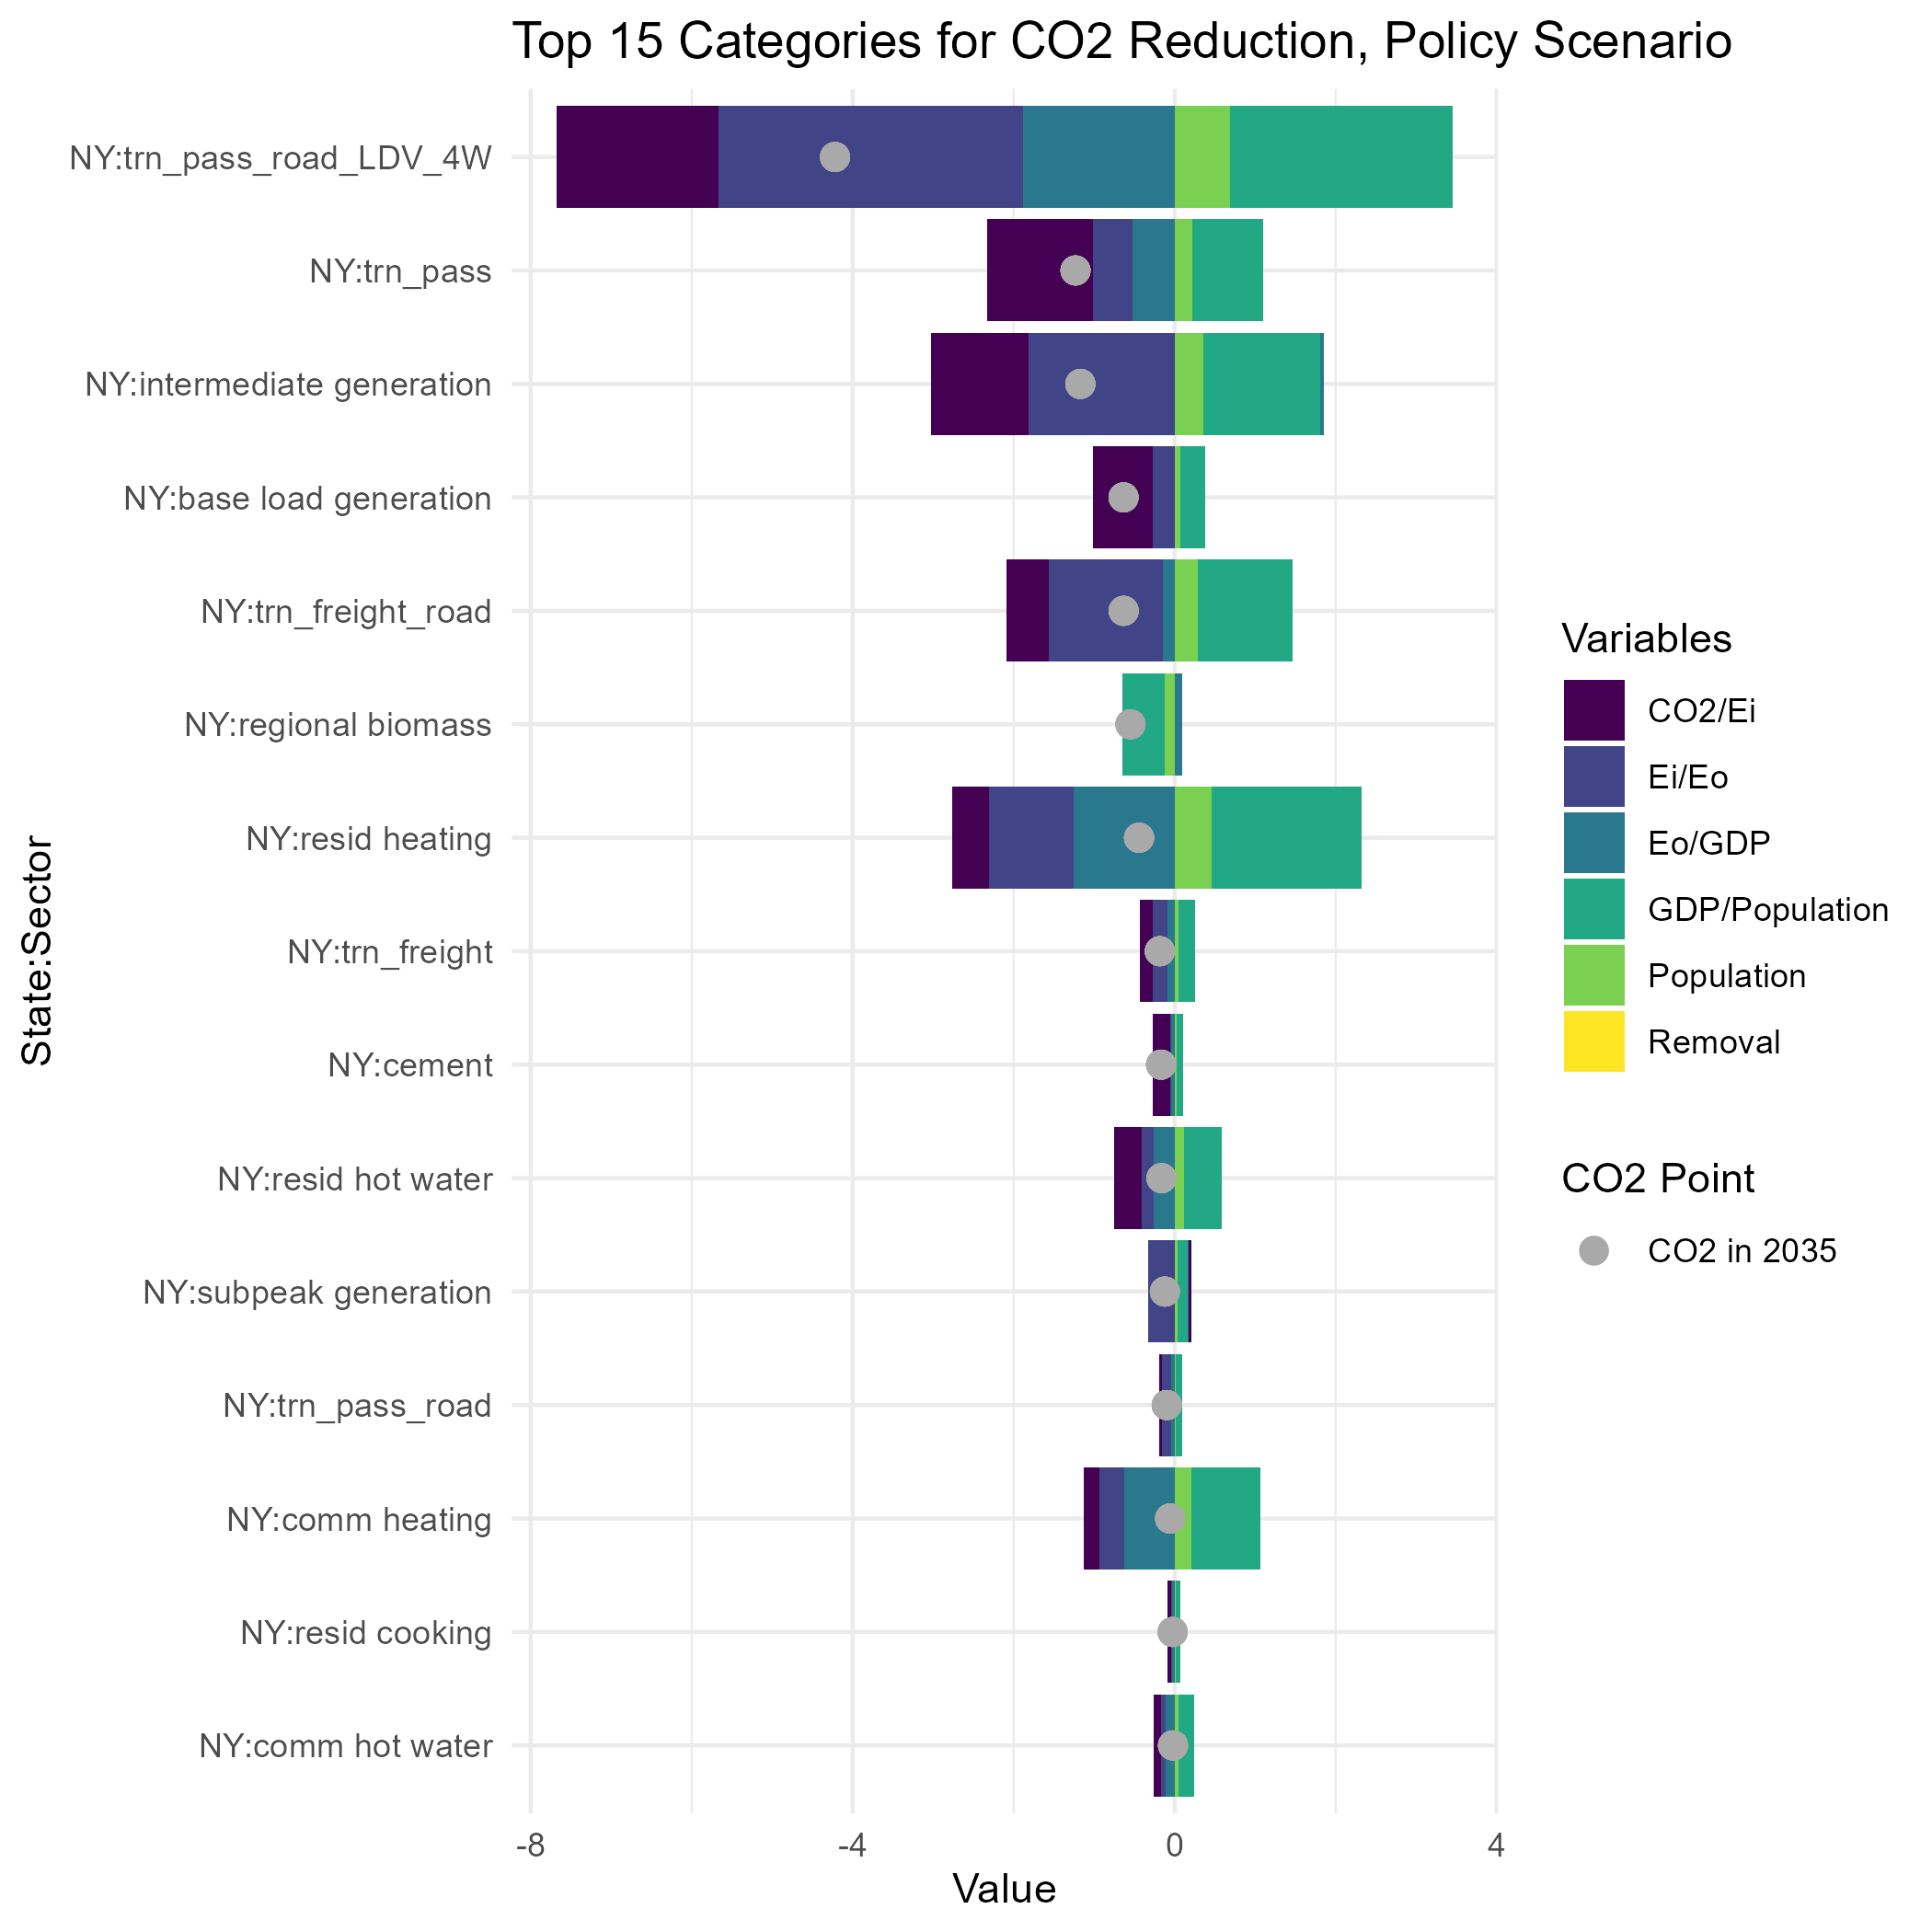 Top 15 Categories for CO2 Reduction, Policy Scenario
State:Sector
NY:trn_pass_road_LDV_4W
NY:trn_pass
NY:intermediate generation
NY:base load generation
NY:trn_freight_road
NY:regional biomass
NY:resid heating
NY:trn_freight
NY:cement
NY:resid hot water
NY:subpeak generation
NY:trn_pass_road
NY:comm heating
NY:resid cooking
NY:comm hot water
-8
-4
0
4
Value
Variables
CO2/Ei
Ei/Eo
Eo/GDP
GDP/Population
Population
Removal
CO2 Point
CO2 in 2035